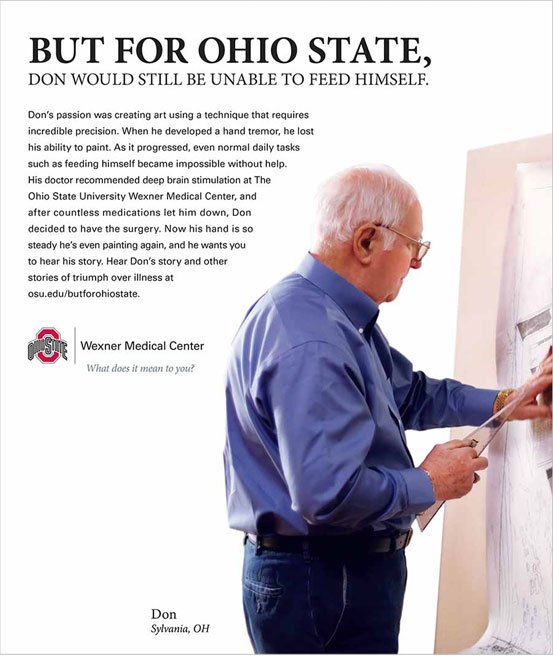 BUT FOR OHIO STATE,
DON WOULD STILL BE UNABLE TO FEED HIMSELF.
Don's passion was creating art using a technique that requires
incredible precision. When he developed a hand tremor, he lost
his ability to paint. As it progressed, even normal daily tasks
such as feeding himself became impossible without help.
His doctor recommended deep brain stimulation at The
Ohio State University Wexner Medical Center, and
after countless medications let him down, Don
decided to have the surgery. Now his hand is so
steady he's even painting again, and he wants you
to hear his story. Hear Don's story and other
stories of triumph over illness at
osu.edu/butforohiostate.
OHIO STATE
Wexner Medical Center
What does it mean to you?
Don
Sylvania, OH